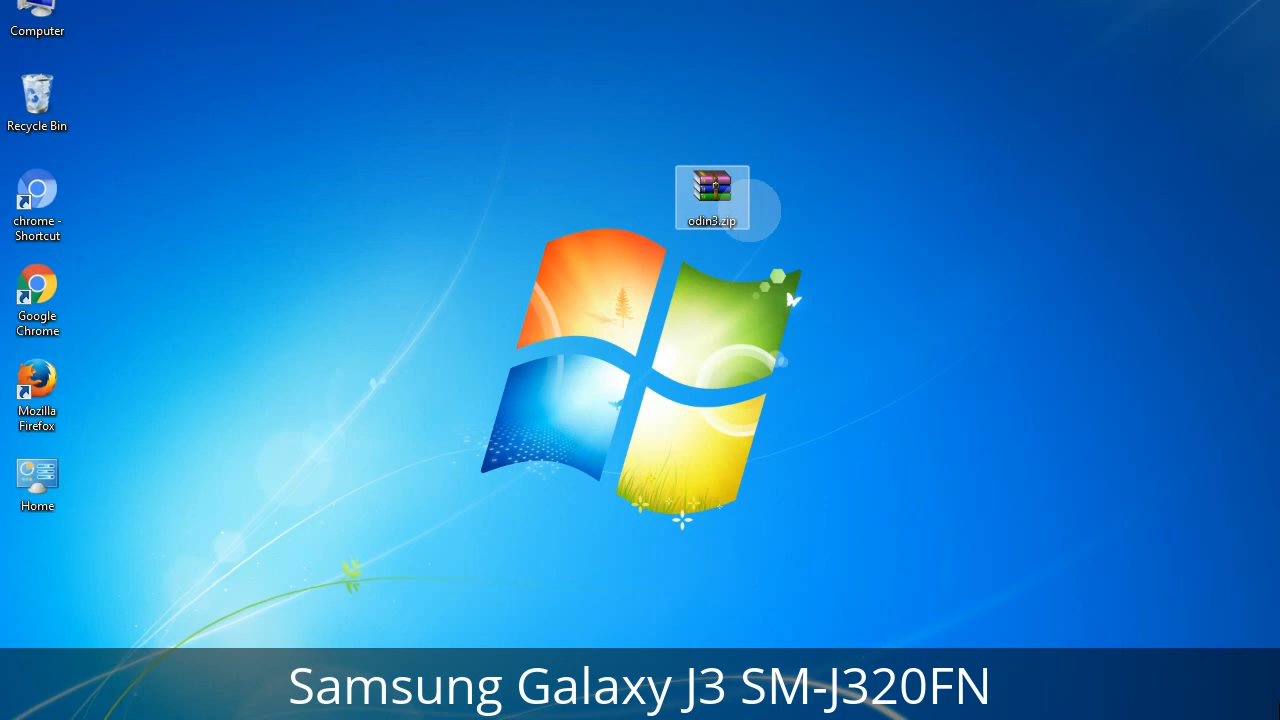 Computer
Recycle Bin
chrome -
Shortcut
Google
Chrome
Mozilla
Firefox
Home
odin3.zip
Samsung Galaxy J3 SM-J320FN